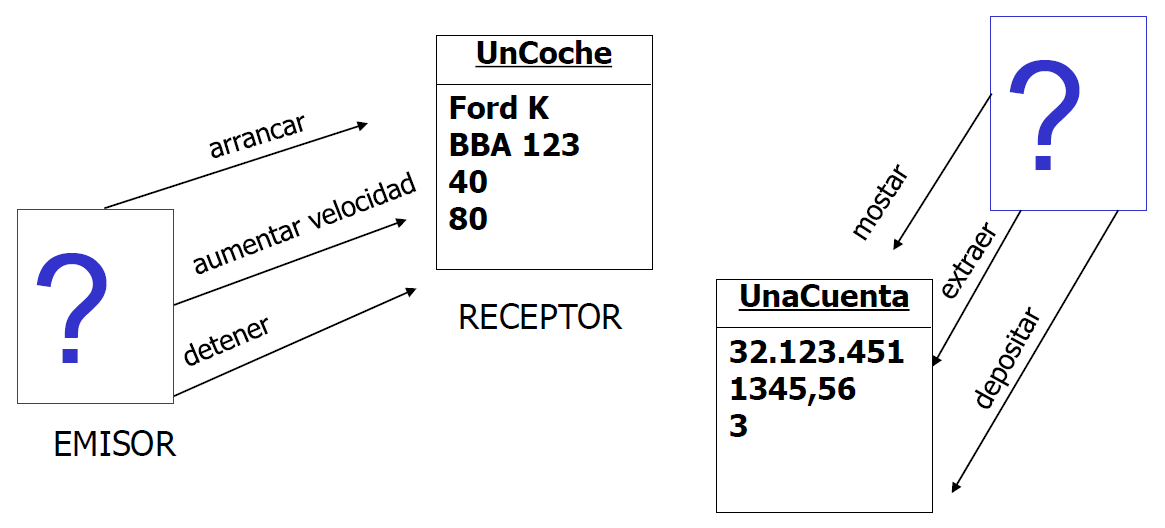 ?
EMISOR
arrancar
aumentar velocidad
detener
UnCoche
Ford K
BBA 123
40
80
RECEPTOR
?
mostar
extraer
depositar
UnaCuenta
32.123.451
1345,56
3